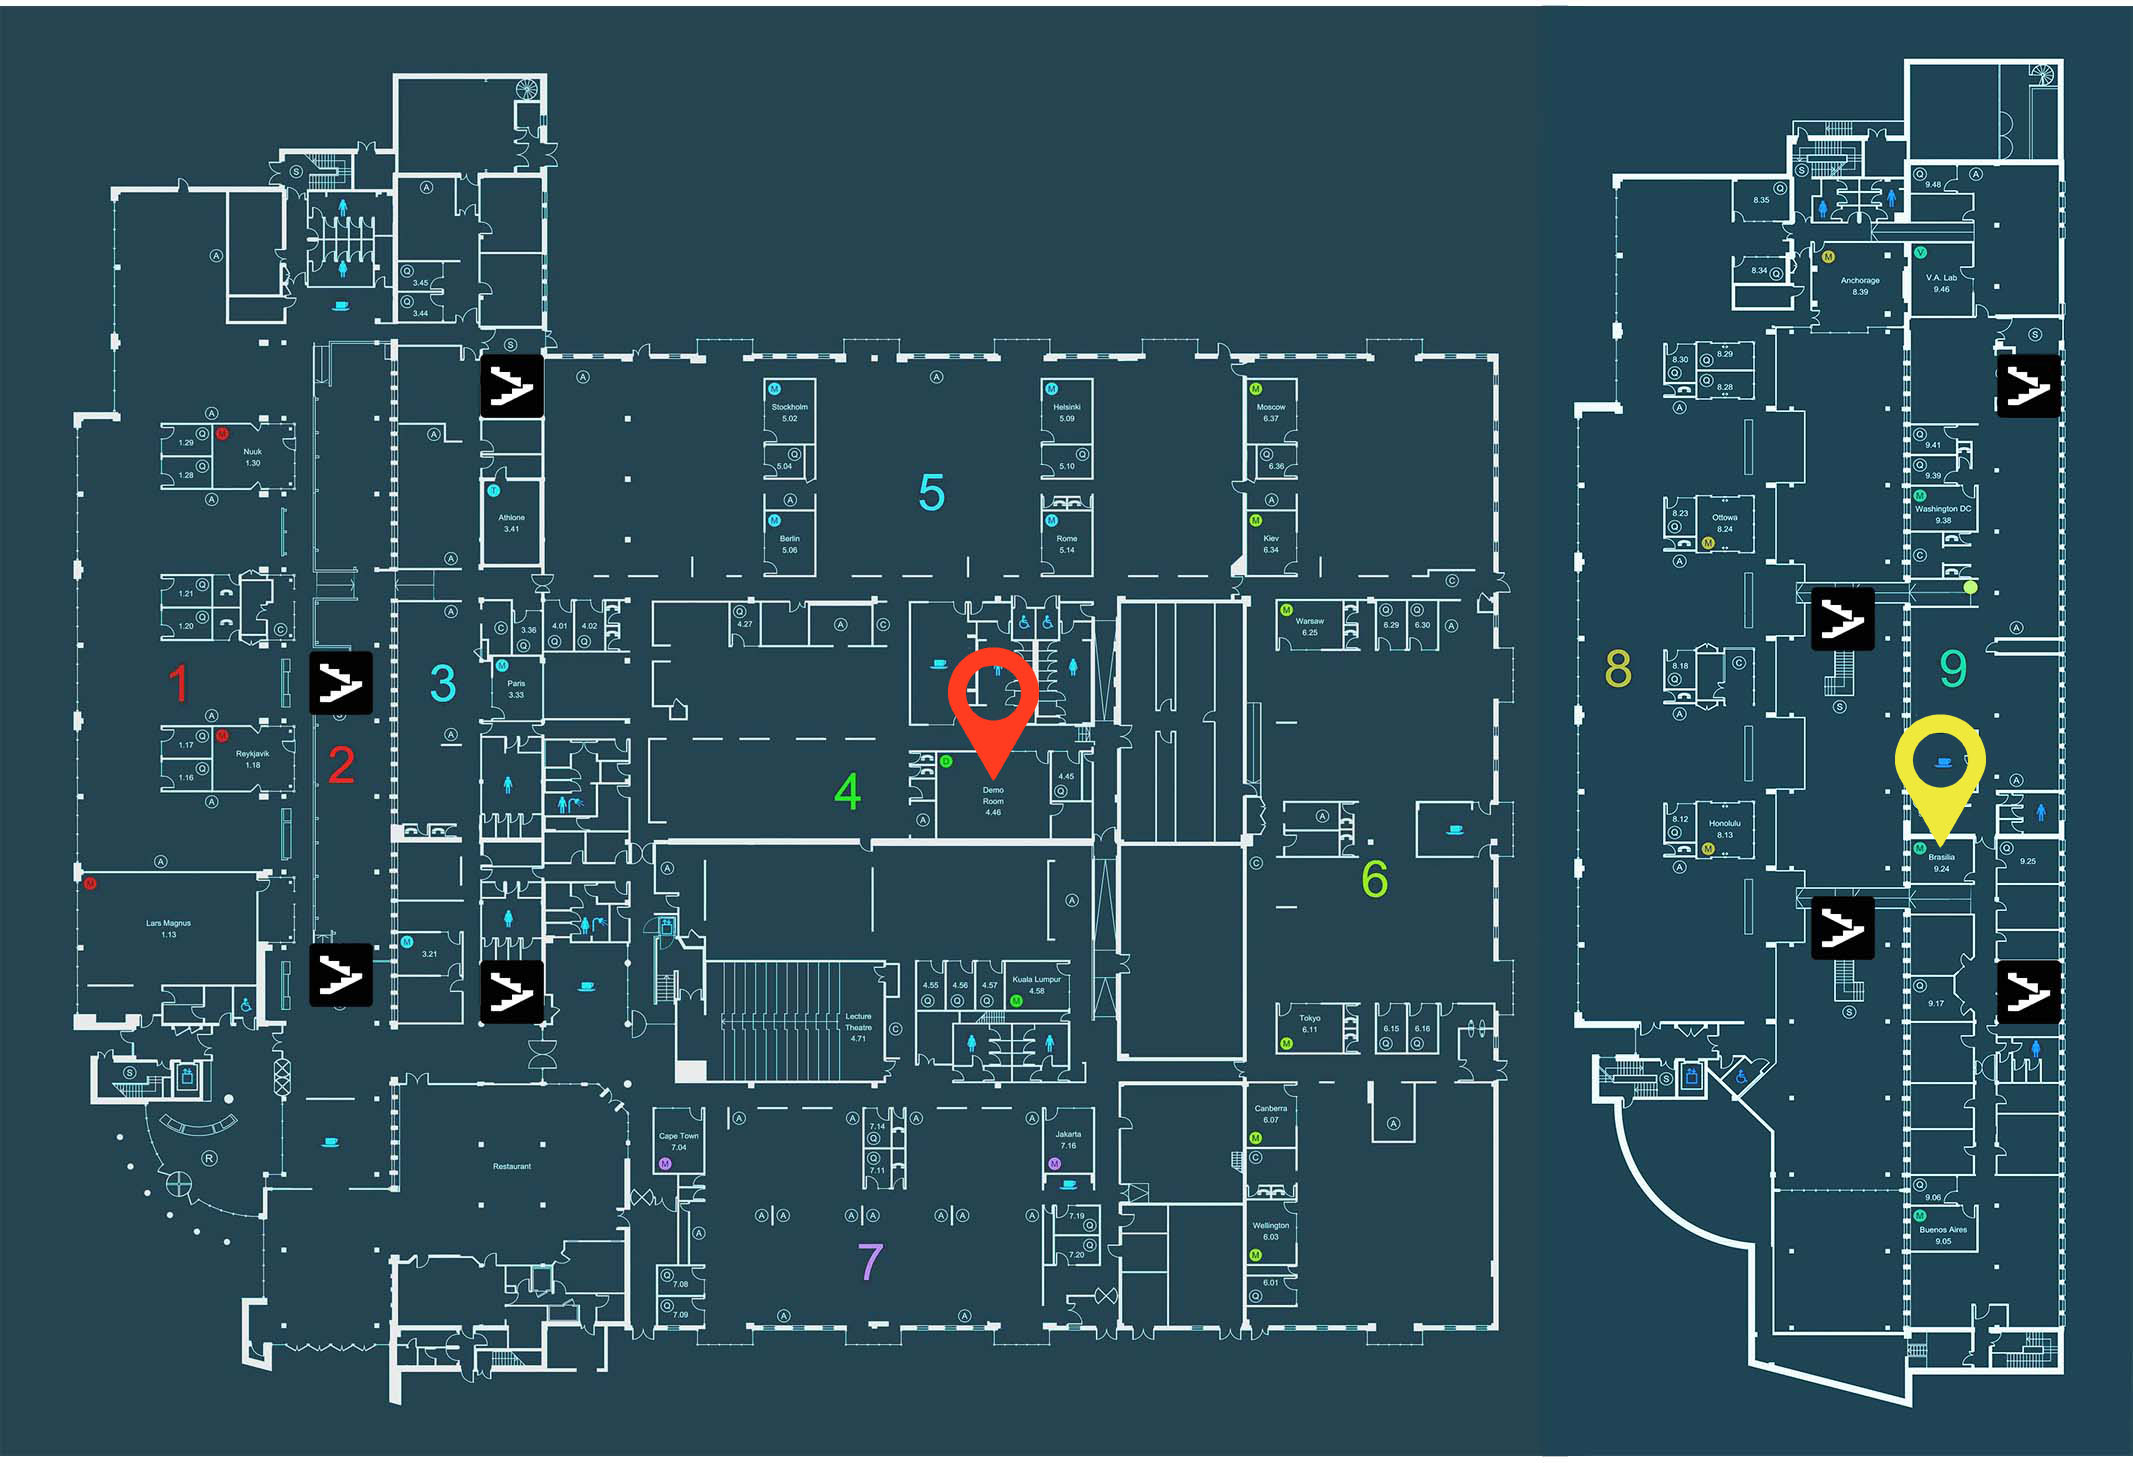 A
S
A
3.45
Q
3.44
Q
S
A
A
A
1.29
Q
M
Nuuk
1.30
1.28
Q
A
A
T
Athlone
3.41
A
1.21
Q
1.20
Q
C
A
C
3.36
Q
4.01
Q
4.02
Q
M
Paris
3.33
A
1
2
3
A
1.17
Q
M
Reykjavik
1.18
1.16
Q
A
A
M
Lars Magnus
1.13
M
3.21
S
R
Restaurant
A
A
M
Stockholm
5.02
Q
5.04
A
M
Berlin
5.06
5
M
Helsinki
5.09
Q
5.10
M
Rome
5.14
M
Moscow
6.37
Q
6.36
A
M
Kiev
6.34
C
Q
4.27
A
C
4
D
Demo
Room
4.46
4.45
Q
A
M
Warsaw
6.25
Q
6.29
Q
6.30
A
A
C
6
A
A
Lecture
Theatre
4.71
C
4.55
Q
4.56
Q
4.57
Q
Kuala Lumpur
4.58
M
Tokyo
6.11
M
6.15
Q
6.16
Q
Cape Town
7.04
M
A
A
7.14
Q
Q
7.11
A
A
Jakarta
7.16
M
A
A
A
A
A
A
A
A
7
7.19
Q
Q
7.20
Q
7.08
Q
7.09
A
A
Canberra
6.07
M
C
Wellington
6.03
M
6.01
Q
A
S
Q
8.35
8.34
Q
M
Anchorage
8.39
Q
9.48
A
V
V.A. Lab
9.46
S
8.30
Q
Q
8.29
Q
8.28
A
Q
9.41
Q
9.39
M
Washington DC
9.38
C
8.23
Q
Ottowa
8.24
M
A
A
8
8.18
Q
C
A
S
9
A
8.12
Q
Honolulu
8.13
M
A
M
Brasilia
9.24
Q
9.25
S
Q
9.17
S
Q
9.06
M
Buenos Aires
9.05